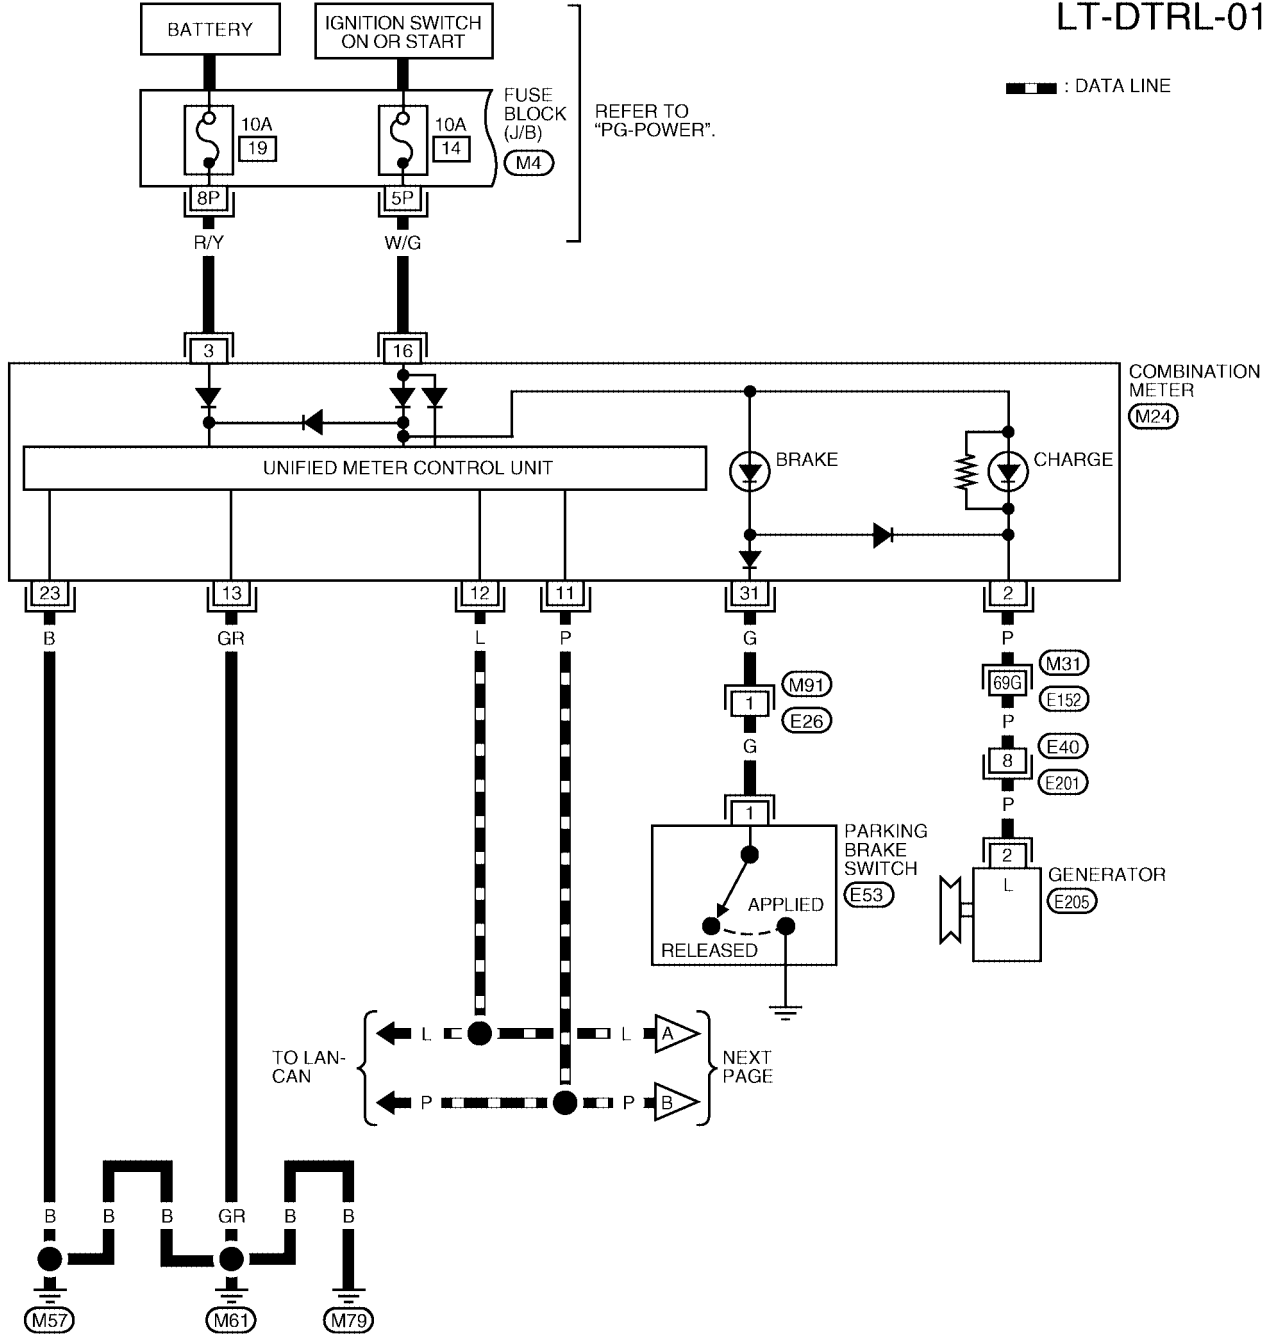 LT-DTRL-01
BATTERY
IGNITION SWITCH
ON OR START
: DATA LINE
FUSE
BLOCK
(J/B)
M4
REFER TO
“PG-POWER”.
10A
19
10A
14
8P
5P
R/Y
W/G
3
16
COMBINATION
METER
M24
UNIFIED METER CONTROL UNIT
BRAKE
CHARGE
23
13
12
11
31
2
B
GR
L
P
G
P
M31
69G
E152
M91
1
E26
P
G
E40
8
E201
P
1
2
PARKING
BRAKE
SWITCH
E53
GENERATOR
E205
L
APPLIED
RELEASED
L
L
A
TO LAN-
CAN
NEXT
PAGE
P
P
B
B
B
B
GR
B
B
M57
M61
M79